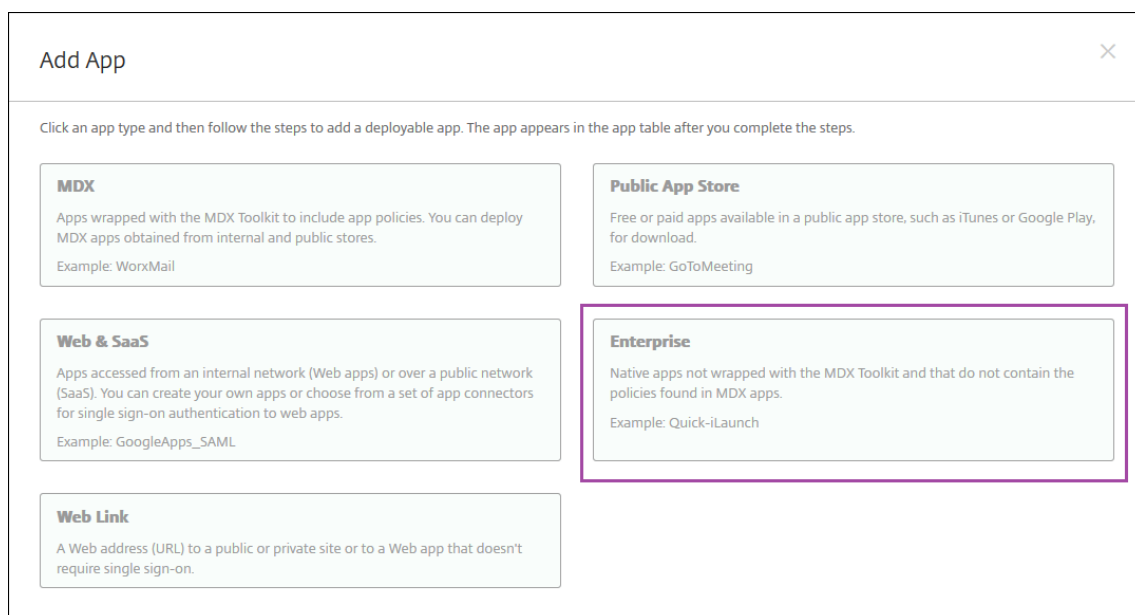 Add App
Click an app type and then follow the steps to add a deployable app. The app appears in the app table after you complete the steps.
MDX
Apps wrapped with the MDX Toolkit to include app policies. You can deploy
MDX apps obtained from internal and public stores.
Example: WorxMail
Public App Store
Free or paid apps available in a public app store, such as iTunes or Google Play,
for download.
Example: GoToMeeting
Web & SaaS
Apps accessed from an internal network (Web apps) or over a public network
(SaaS). You can create your own apps or choose from a set of app connectors
for single sign-on authentication to web apps.
Example: GoogleApps_SAML
Enterprise
Native apps not wrapped with the MDX Toolkit and that do not contain the
policies found in MDX apps.
Example: Quick-iLaunch
Web Link
A Web address (URL) to a public or private site or to a Web app that doesn't
require single sign-on.